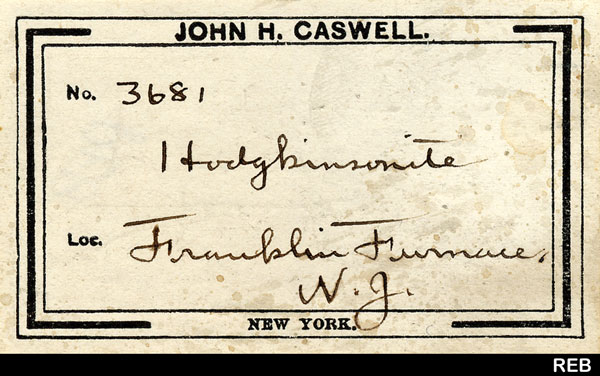 JOHN H. CASWELL.
No. 3681
Hodgkinsonite
Loc. Franklin Furnace,
N. J.
NEW YORK.
REB